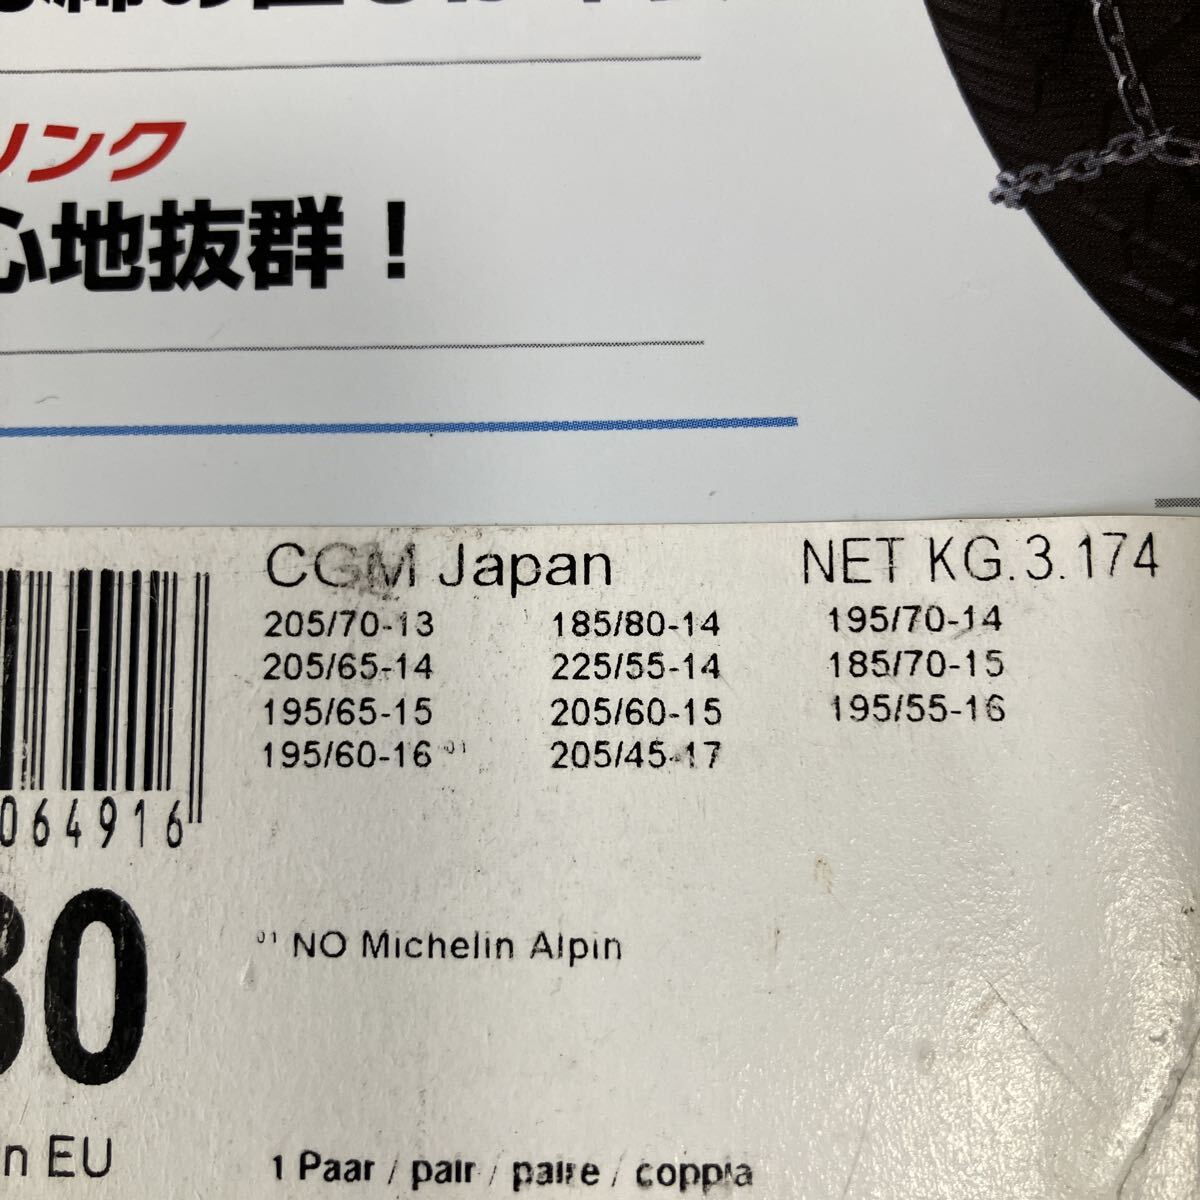 リンク
心地抜群！
CGM Japan
NET KG.3.174
205/70-13 185/80-14 195/70-14
205/65-14 225/55-14 185/70-15
195/65-15 205/60-15 195/55-16
195/60-16 01 205/45-17
064916
01 NO Michelin Alpin
80
n EU
1 Paar / pair / paire / coppia